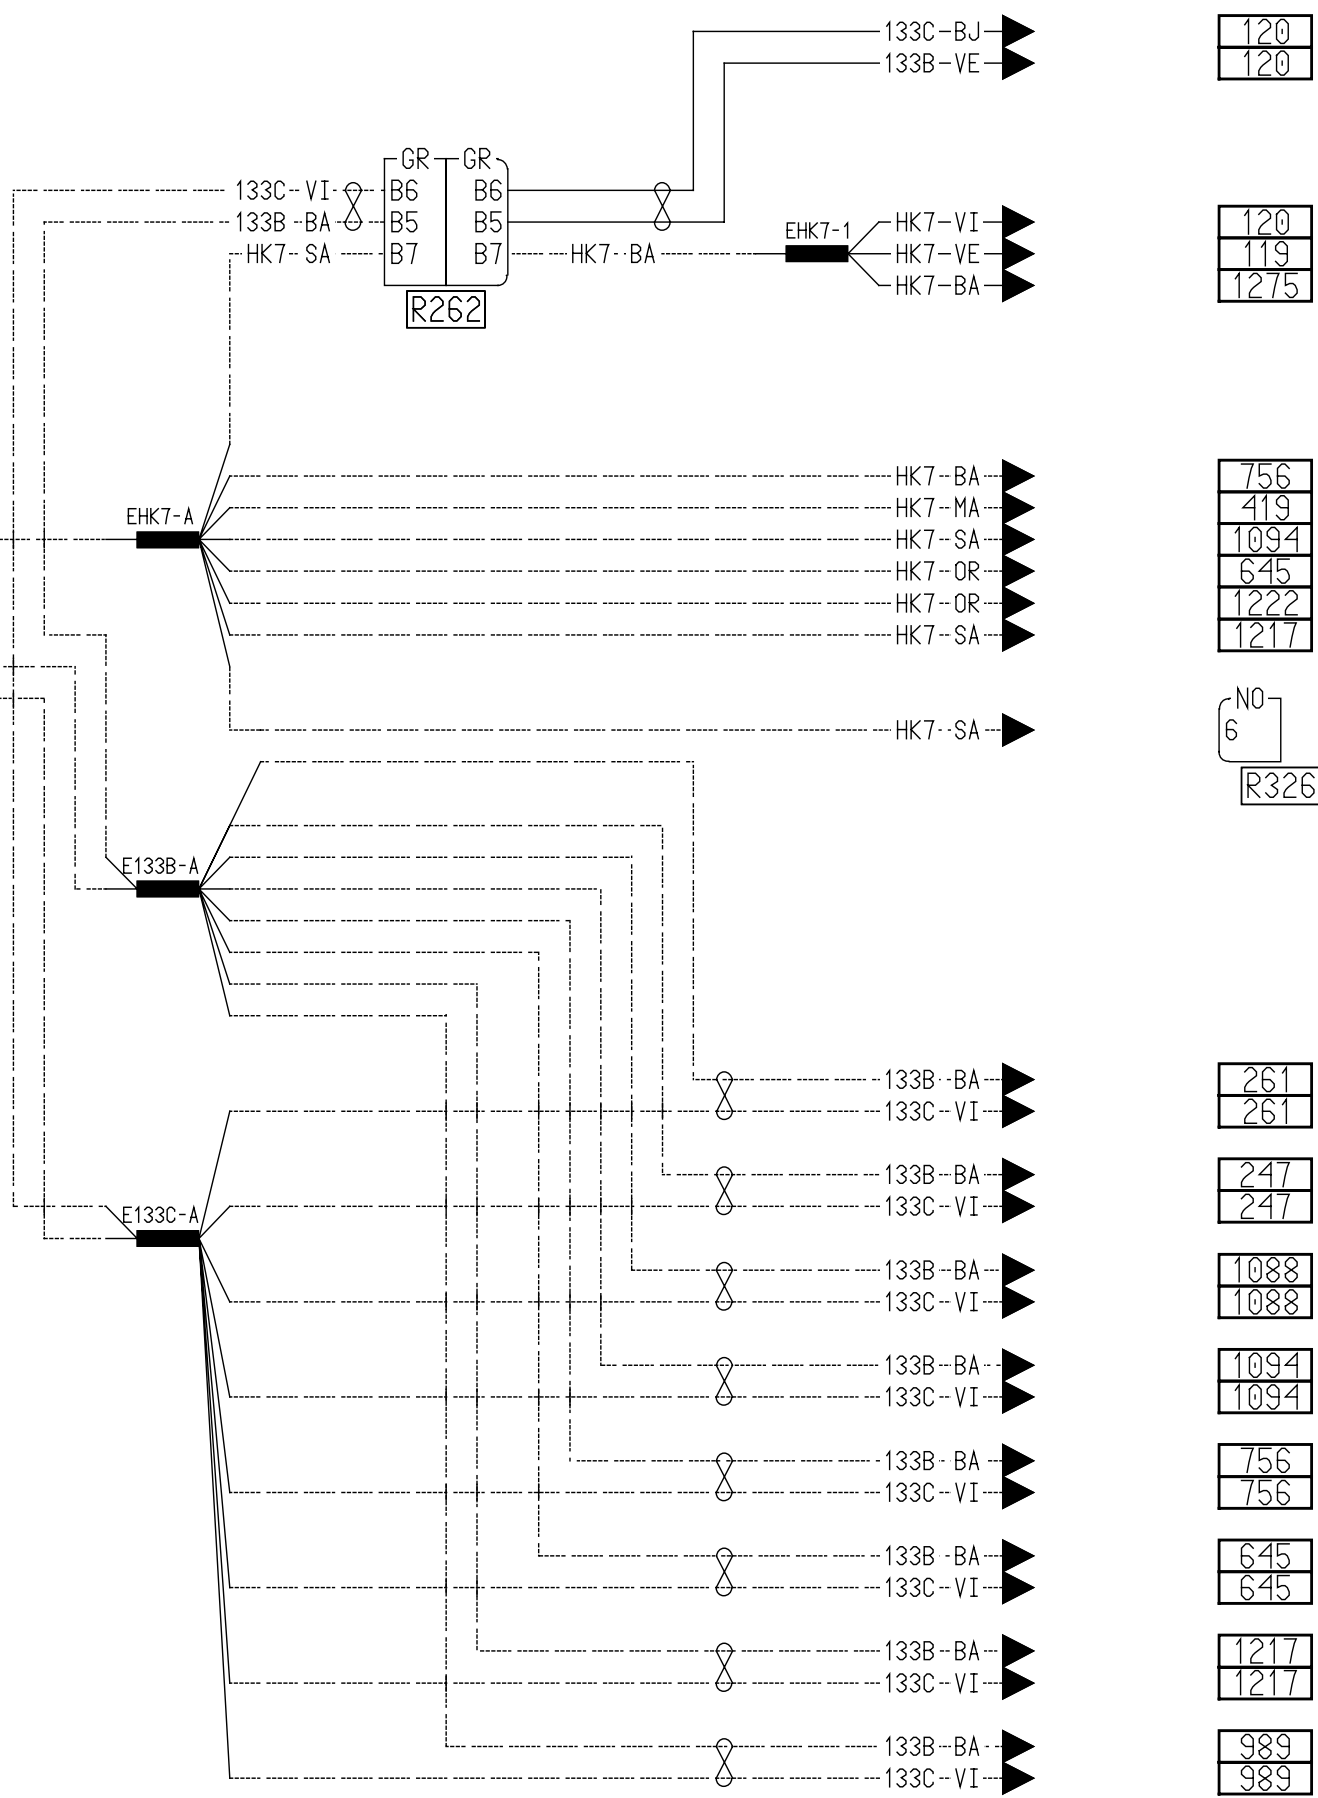 133C-BJ 120
133B-VE 120
GR GR
133C-VI B6 B6
133B-BA B5 B5 EHK7-1 HK7-VI 120
HK7-SA B7 B7 HK7-BA HK7-VE 119
HK7-BA 1275
R262
HK7-BA 756
HK7-MA 419
EHK7-A
HK7-SA 1094
HK7-OR 645
HK7-OR 1222
HK7-SA 1217
NO
HK7-SA 6
R326
E133B-A
133B-BA 261
133C-VI 261
133B-BA 247
133C-VI 247
E133C-A
133B-BA 1088
133C-VI 1088
133B-BA 1094
133C-VI 1094
133B-BA 756
133C-VI 756
133B-BA 645
133C-VI 645
133B-BA 1217
133C-VI 1217
133B-BA 989
133C-VI 989